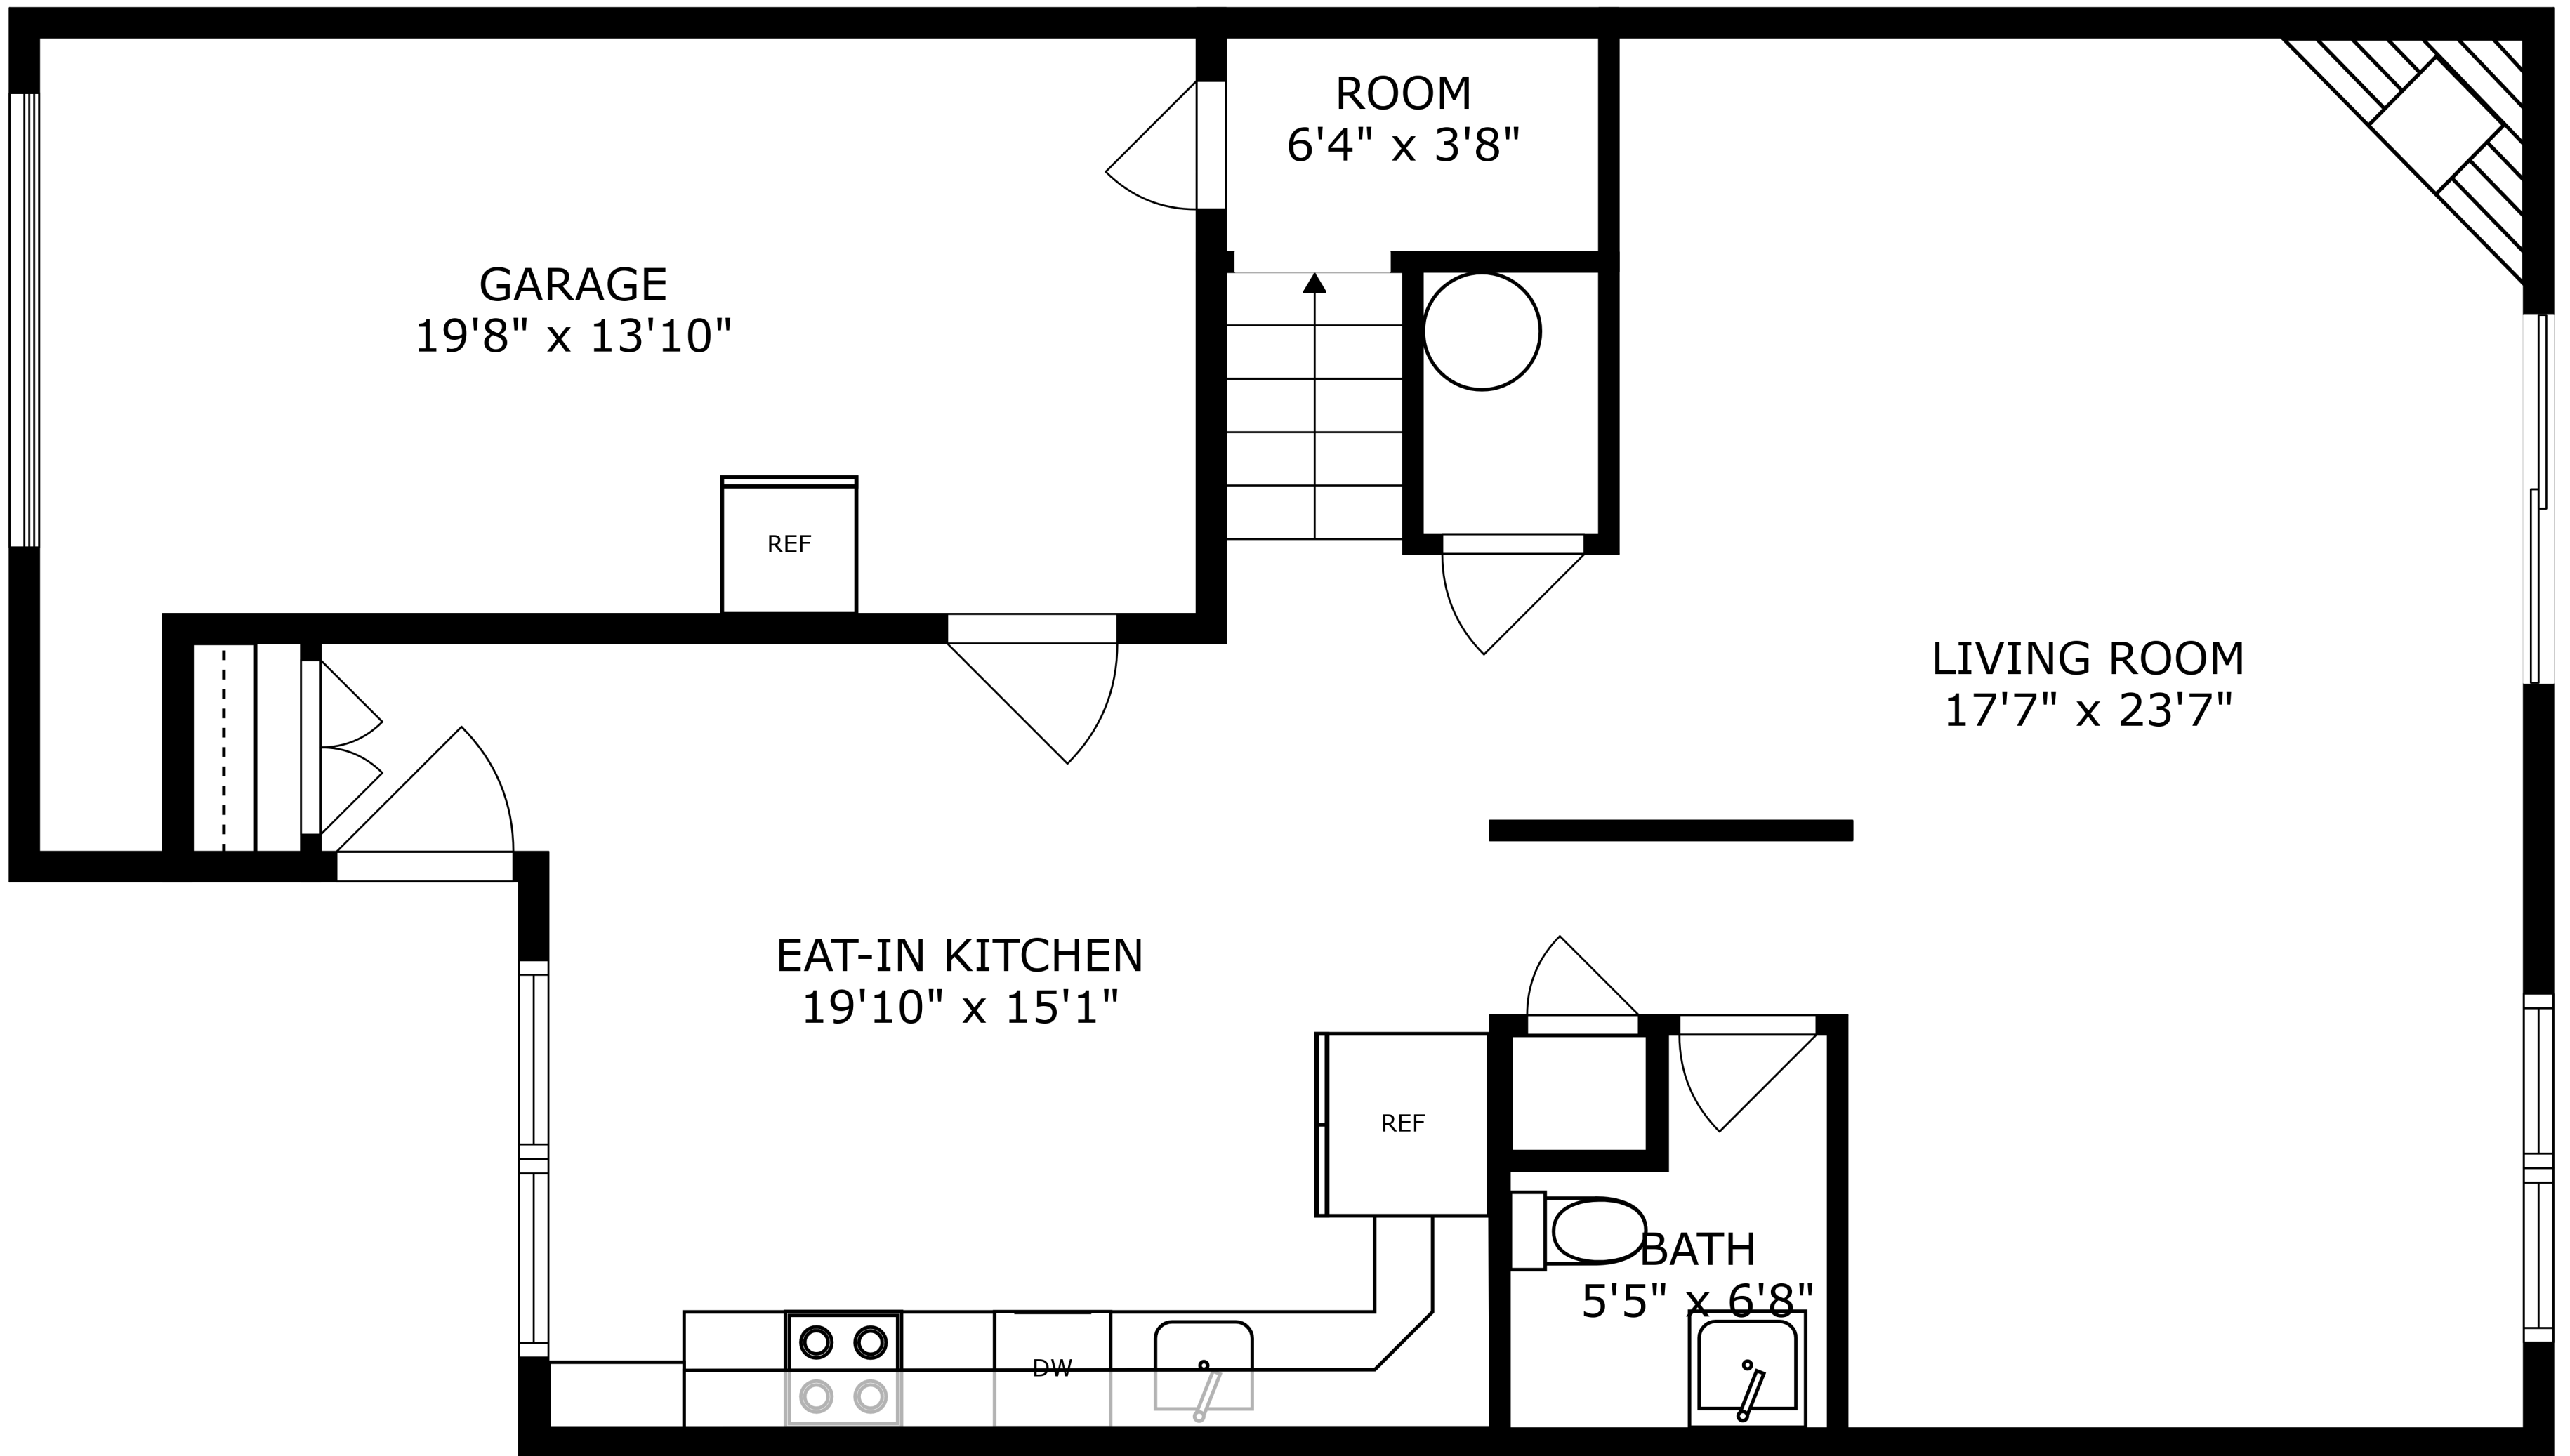 ROOM
6'4" x 3'8"
GARAGE
19'8" x 13'10"
REF
LIVING ROOM
17'7" x 23'7"
EAT-IN KITCHEN
19'10" x 15'1"
REF
BATH
5'5" x 6'8"
DW